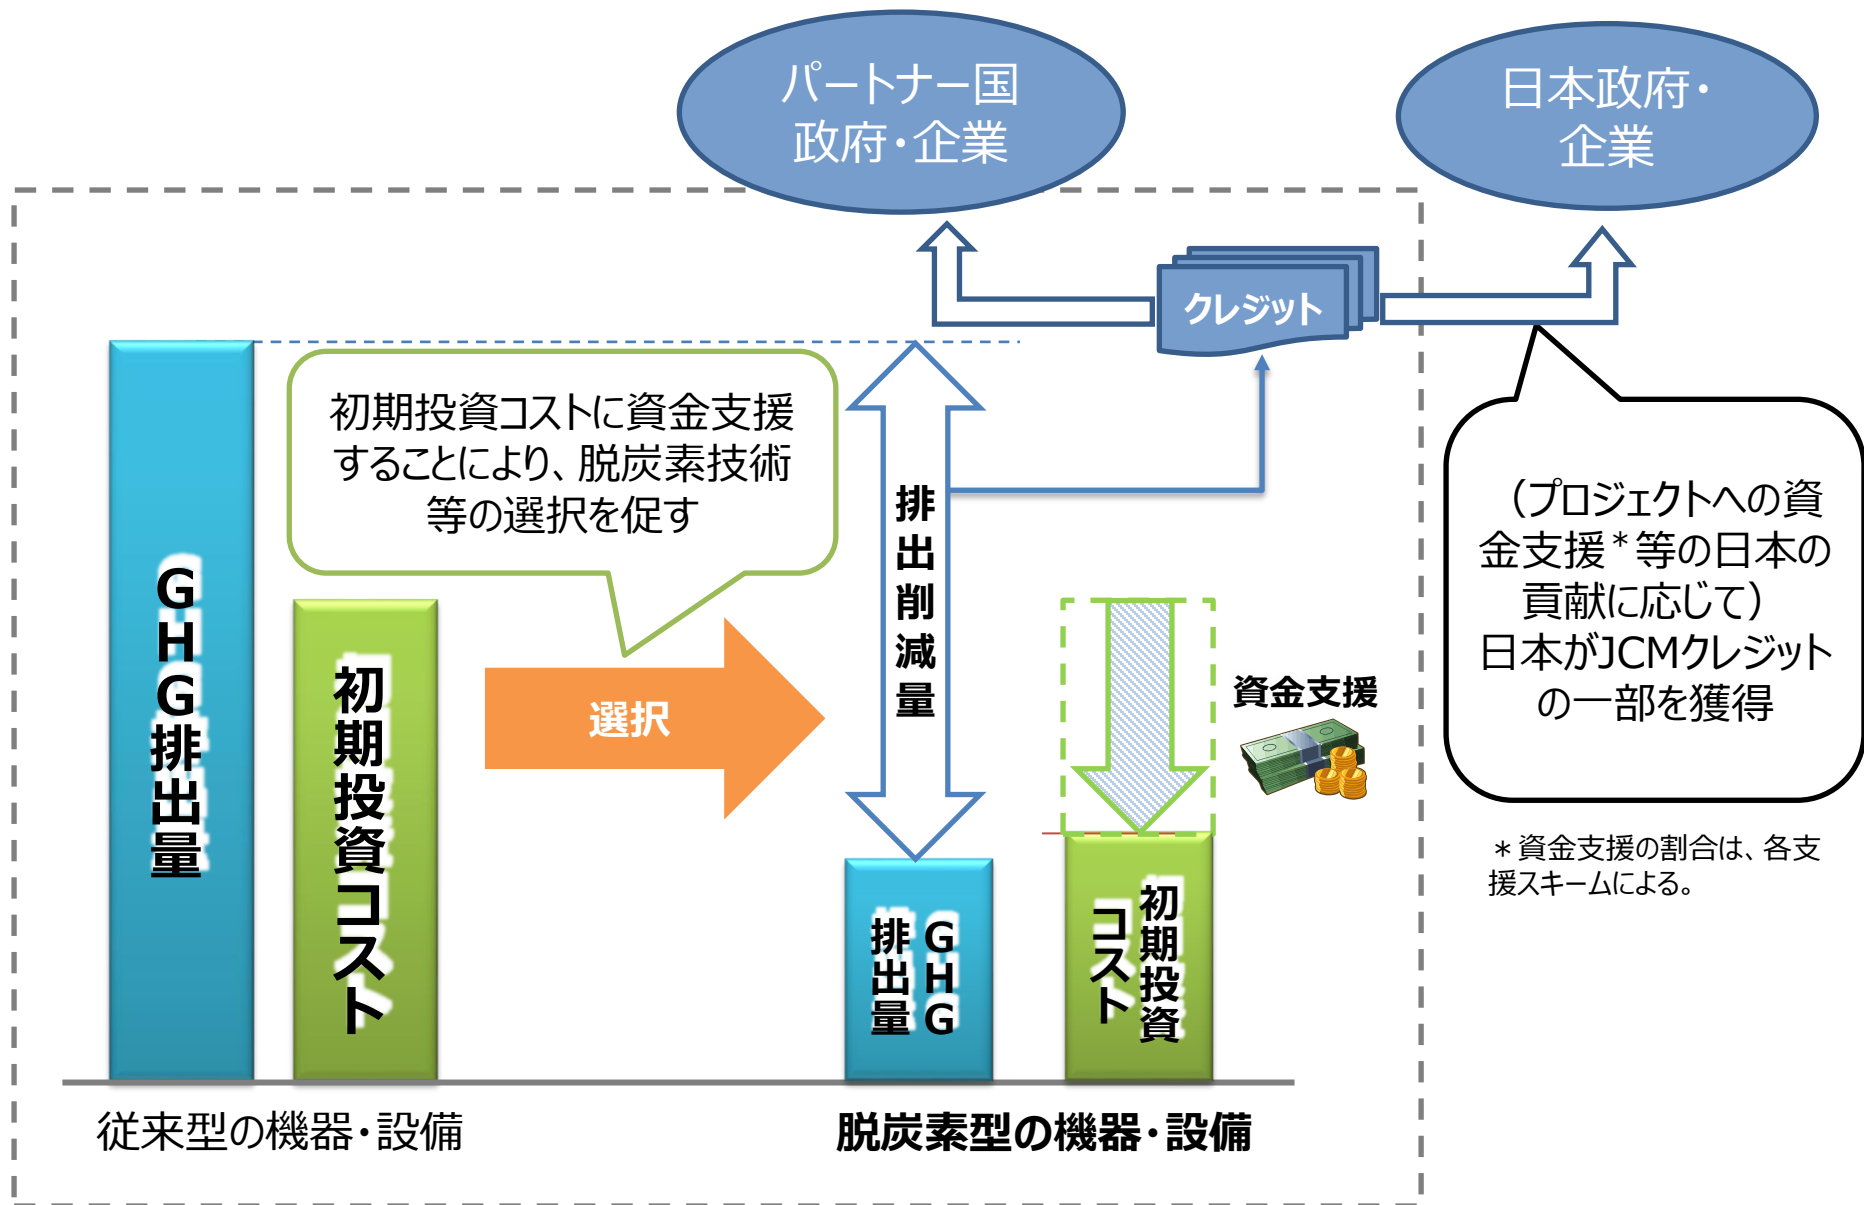 パートナー国
政府・企業
日本政府・
企業
クレジット
初期投資コストに資金支援
することにより、脱炭素技術
等の選択を促す
GHG排出量
初期投資コスト
選択
排出削減量
資金支援
（プロジェクトへの資
金支援＊等の日本の
貢献に応じて）
日本がJCMクレジット
の一部を獲得
＊資金支援の割合は、各支
援スキームによる。
GHG
排出量
初期投資
コスト
従来型の機器・設備
脱炭素型の機器・設備